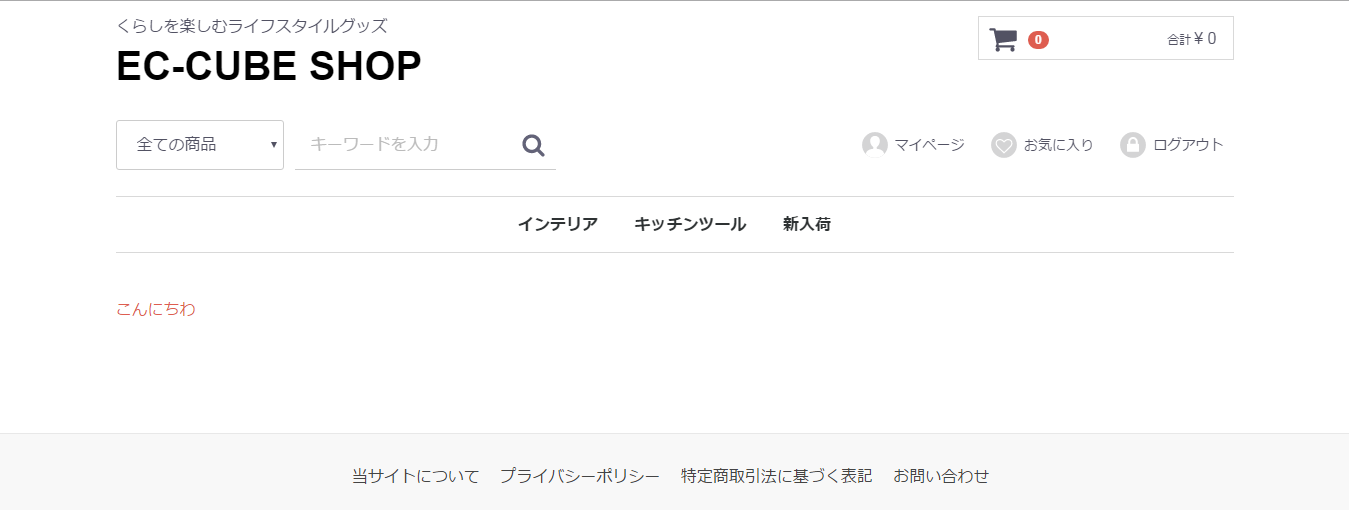 くらしを楽しむライフスタイルグッズ
EC-CUBE SHOP
0 合計 ¥ 0
全ての商品 キーワードを入力 マイページ お気に入り ログアウト
インテリア キッチンツール 新入荷
こんにちわ
当サイトについて プライバシーポリシー 特定商取引法に基づく表記 お問い合わせ